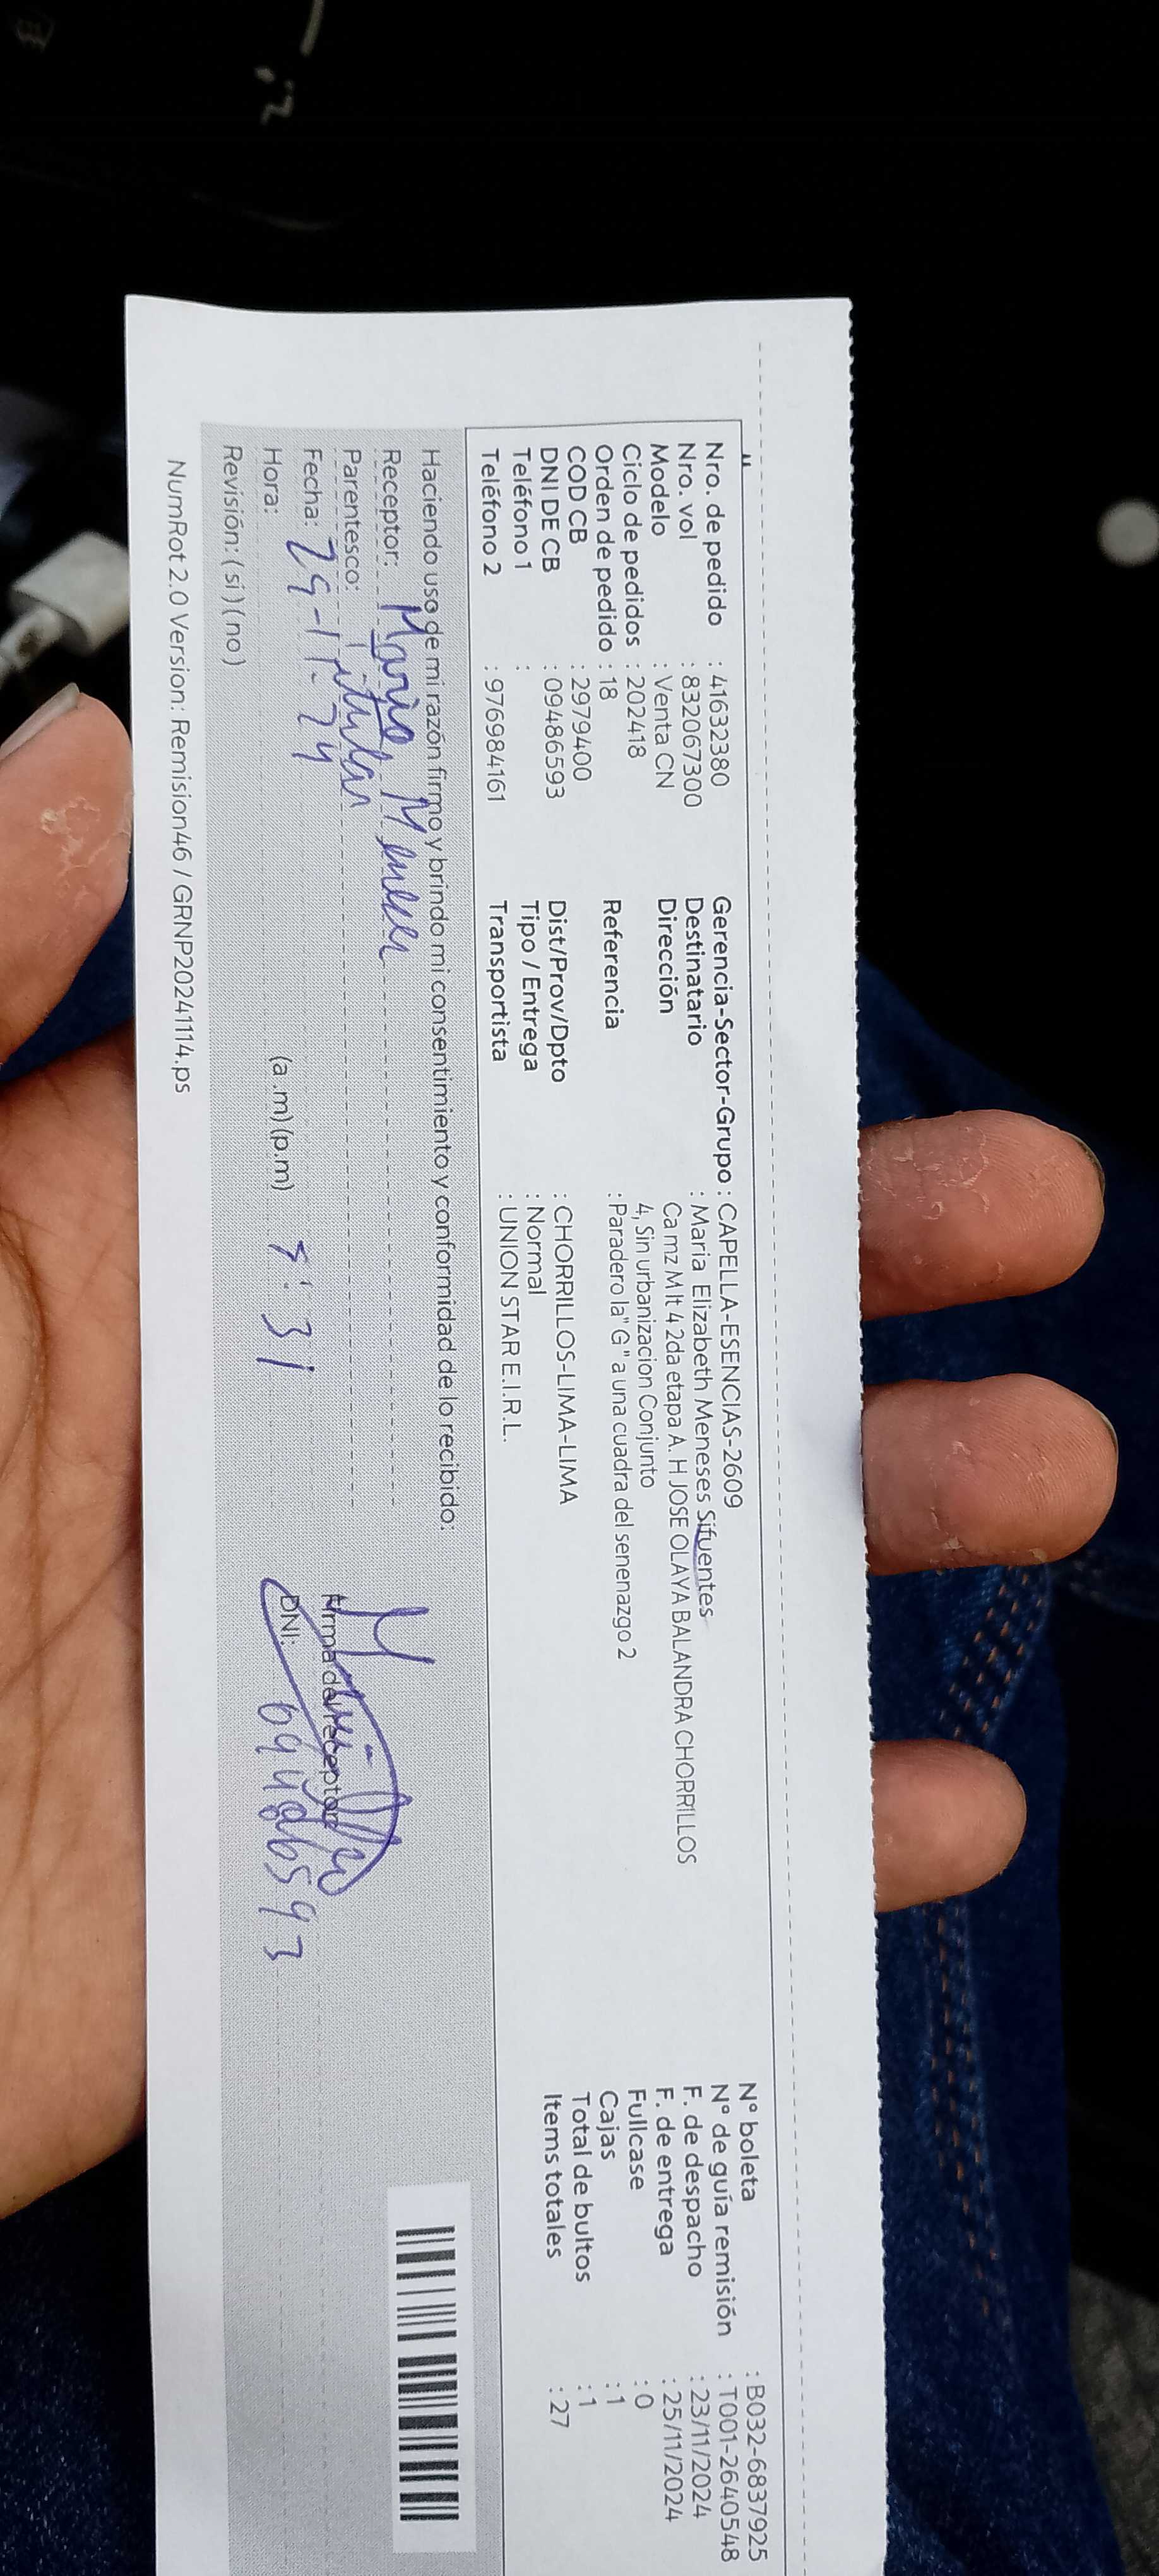 Nro. de pedido : 41632380
Nro. vol : 832067300
Modelo : Venta CN
Ciclo de pedidos : 202418
Orden de pedido : 18
COD CB : 2979400
DNI DE CB : 09486593
Teléfono 1 :
Teléfono 2 : 976984161
Gerencia-Sector-Grupo : CAPELLA-ESENCIAS-2609
Destinatario : Maria Elizabeth Meneses Sifuentes
Dirección Ca mz M lt 4 2da etapa A. H JOSE OLAYA BALANDRA CHORRILLOS
4, Sin urbanizacion Conjunto
Referencia : Paradero la" G " a una cuadra del senenazgo 2
Dist/Prov/Dpto : CHORRILLOS-LIMA-LIMA
Tipo / Entrega : Normal
Transportista : UNION STAR E.I.R.L.
N° boleta : B032-6837925
N° de guía remisión : T001-2640548
F. de despacho : 23/11/2024
F. de entrega : 25/11/2024
Fullcase : 0
Cajas : 1
Total de bultos : 1
Items totales : 27
Haciendo uso de mi razón firmo y brindo mi consentimiento y conformidad de lo recibido:
Receptor: Maria
Parentesco: titular
Fecha:
Hora: (a.m)(p.m) : 31
Revisión: ( si ) ( no )
Firma del receptor
DNI:
NumRot 2.0 Version: Remision46 / GRNP20241114.ps